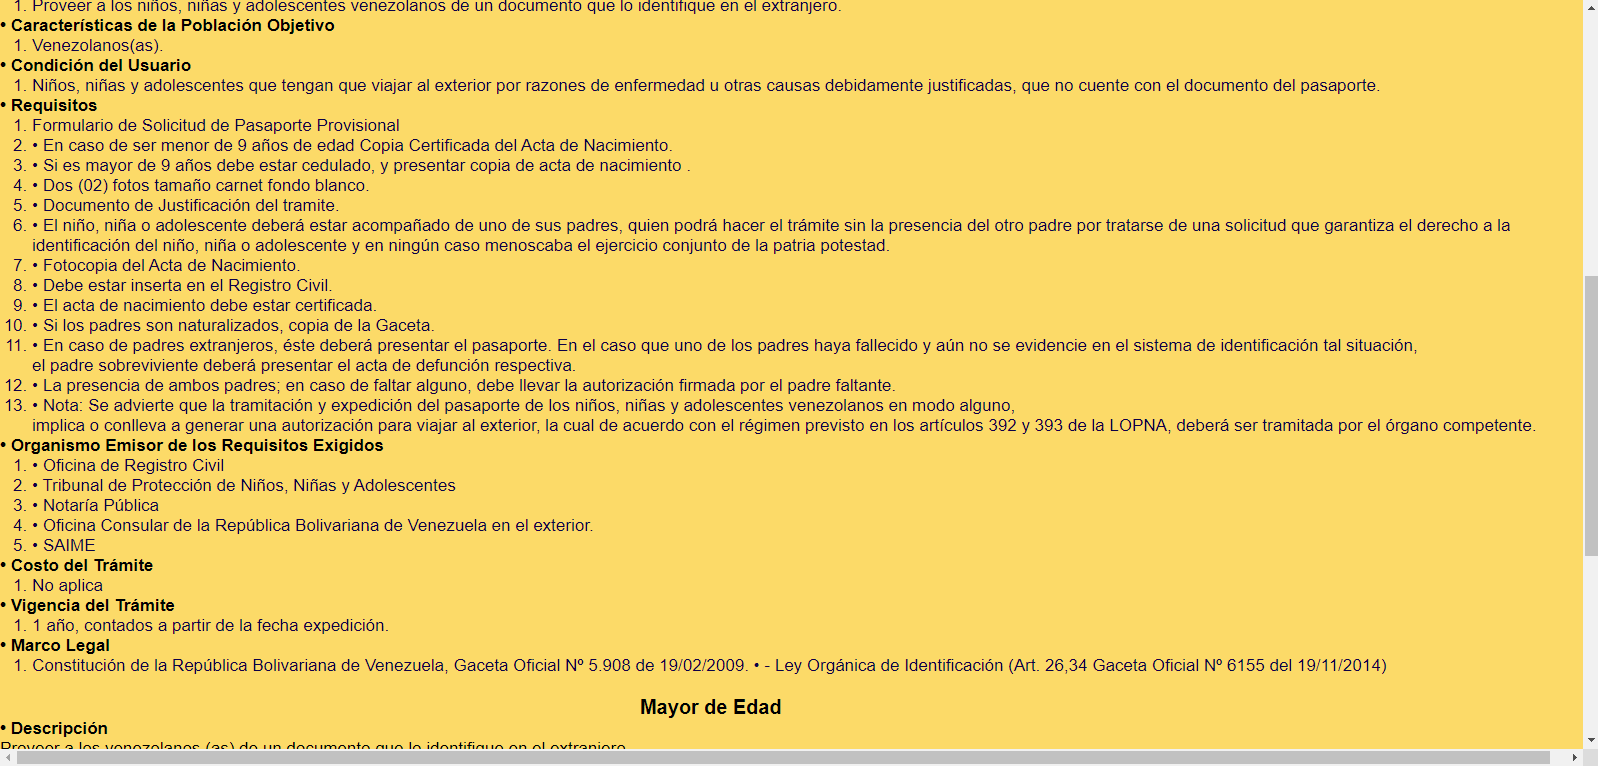 1. Proveer a los niños, niñas y adolescentes venezolanos de un documento que lo identifique en el extranjero.
• Características de la Población Objetivo
1. Venezolanos(as).
• Condición del Usuario
1. Niños, niñas y adolescentes que tengan que viajar al exterior por razones de enfermedad u otras causas debidamente justificadas, que no cuente con el documento del pasaporte.
• Requisitos
1. Formulario de Solicitud de Pasaporte Provisional
2. • En caso de ser menor de 9 años de edad Copia Certificada del Acta de Nacimiento.
3. • Si es mayor de 9 años debe estar cedulado, y presentar copia de acta de nacimiento .
4. • Dos (02) fotos tamaño carnet fondo blanco.
5. • Documento de Justificación del tramite.
6. • El niño, niña o adolescente deberá estar acompañado de uno de sus padres, quien podrá hacer el trámite sin la presencia del otro padre por tratarse de una solicitud que garantiza el derecho a la
identificación del niño, niña o adolescente y en ningún caso menoscaba el ejercicio conjunto de la patria potestad.
7. • Fotocopia del Acta de Nacimiento.
8. • Debe estar inserta en el Registro Civil.
9. • El acta de nacimiento debe estar certificada.
10. • Si los padres son naturalizados, copia de la Gaceta.
11. • En caso de padres extranjeros, éste deberá presentar el pasaporte. En el caso que uno de los padres haya fallecido y aún no se evidencie en el sistema de identificación tal situación,
el padre sobreviviente deberá presentar el acta de defunción respectiva.
12. • La presencia de ambos padres; en caso de faltar alguno, debe llevar la autorización firmada por el padre faltante.
13. • Nota: Se advierte que la tramitación y expedición del pasaporte de los niños, niñas y adolescentes venezolanos en modo alguno,
implica o conlleva a generar una autorización para viajar al exterior, la cual de acuerdo con el régimen previsto en los artículos 392 y 393 de la LOPNA, deberá ser tramitada por el órgano competente.
• Organismo Emisor de los Requisitos Exigidos
1. • Oficina de Registro Civil
2. • Tribunal de Protección de Niños, Niñas y Adolescentes
3. • Notaría Pública
4. • Oficina Consular de la República Bolivariana de Venezuela en el exterior.
5. • SAIME
• Costo del Trámite
1. No aplica
• Vigencia del Trámite
1. 1 año, contados a partir de la fecha expedición.
• Marco Legal
1. Constitución de la República Bolivariana de Venezuela, Gaceta Oficial Nº 5.908 de 19/02/2009. • - Ley Orgánica de Identificación (Art. 26,34 Gaceta Oficial Nº 6155 del 19/11/2014)
Mayor de Edad
• Descripción
Proveer a los venezolanos (as) de un documento que lo identifique en el extranjero